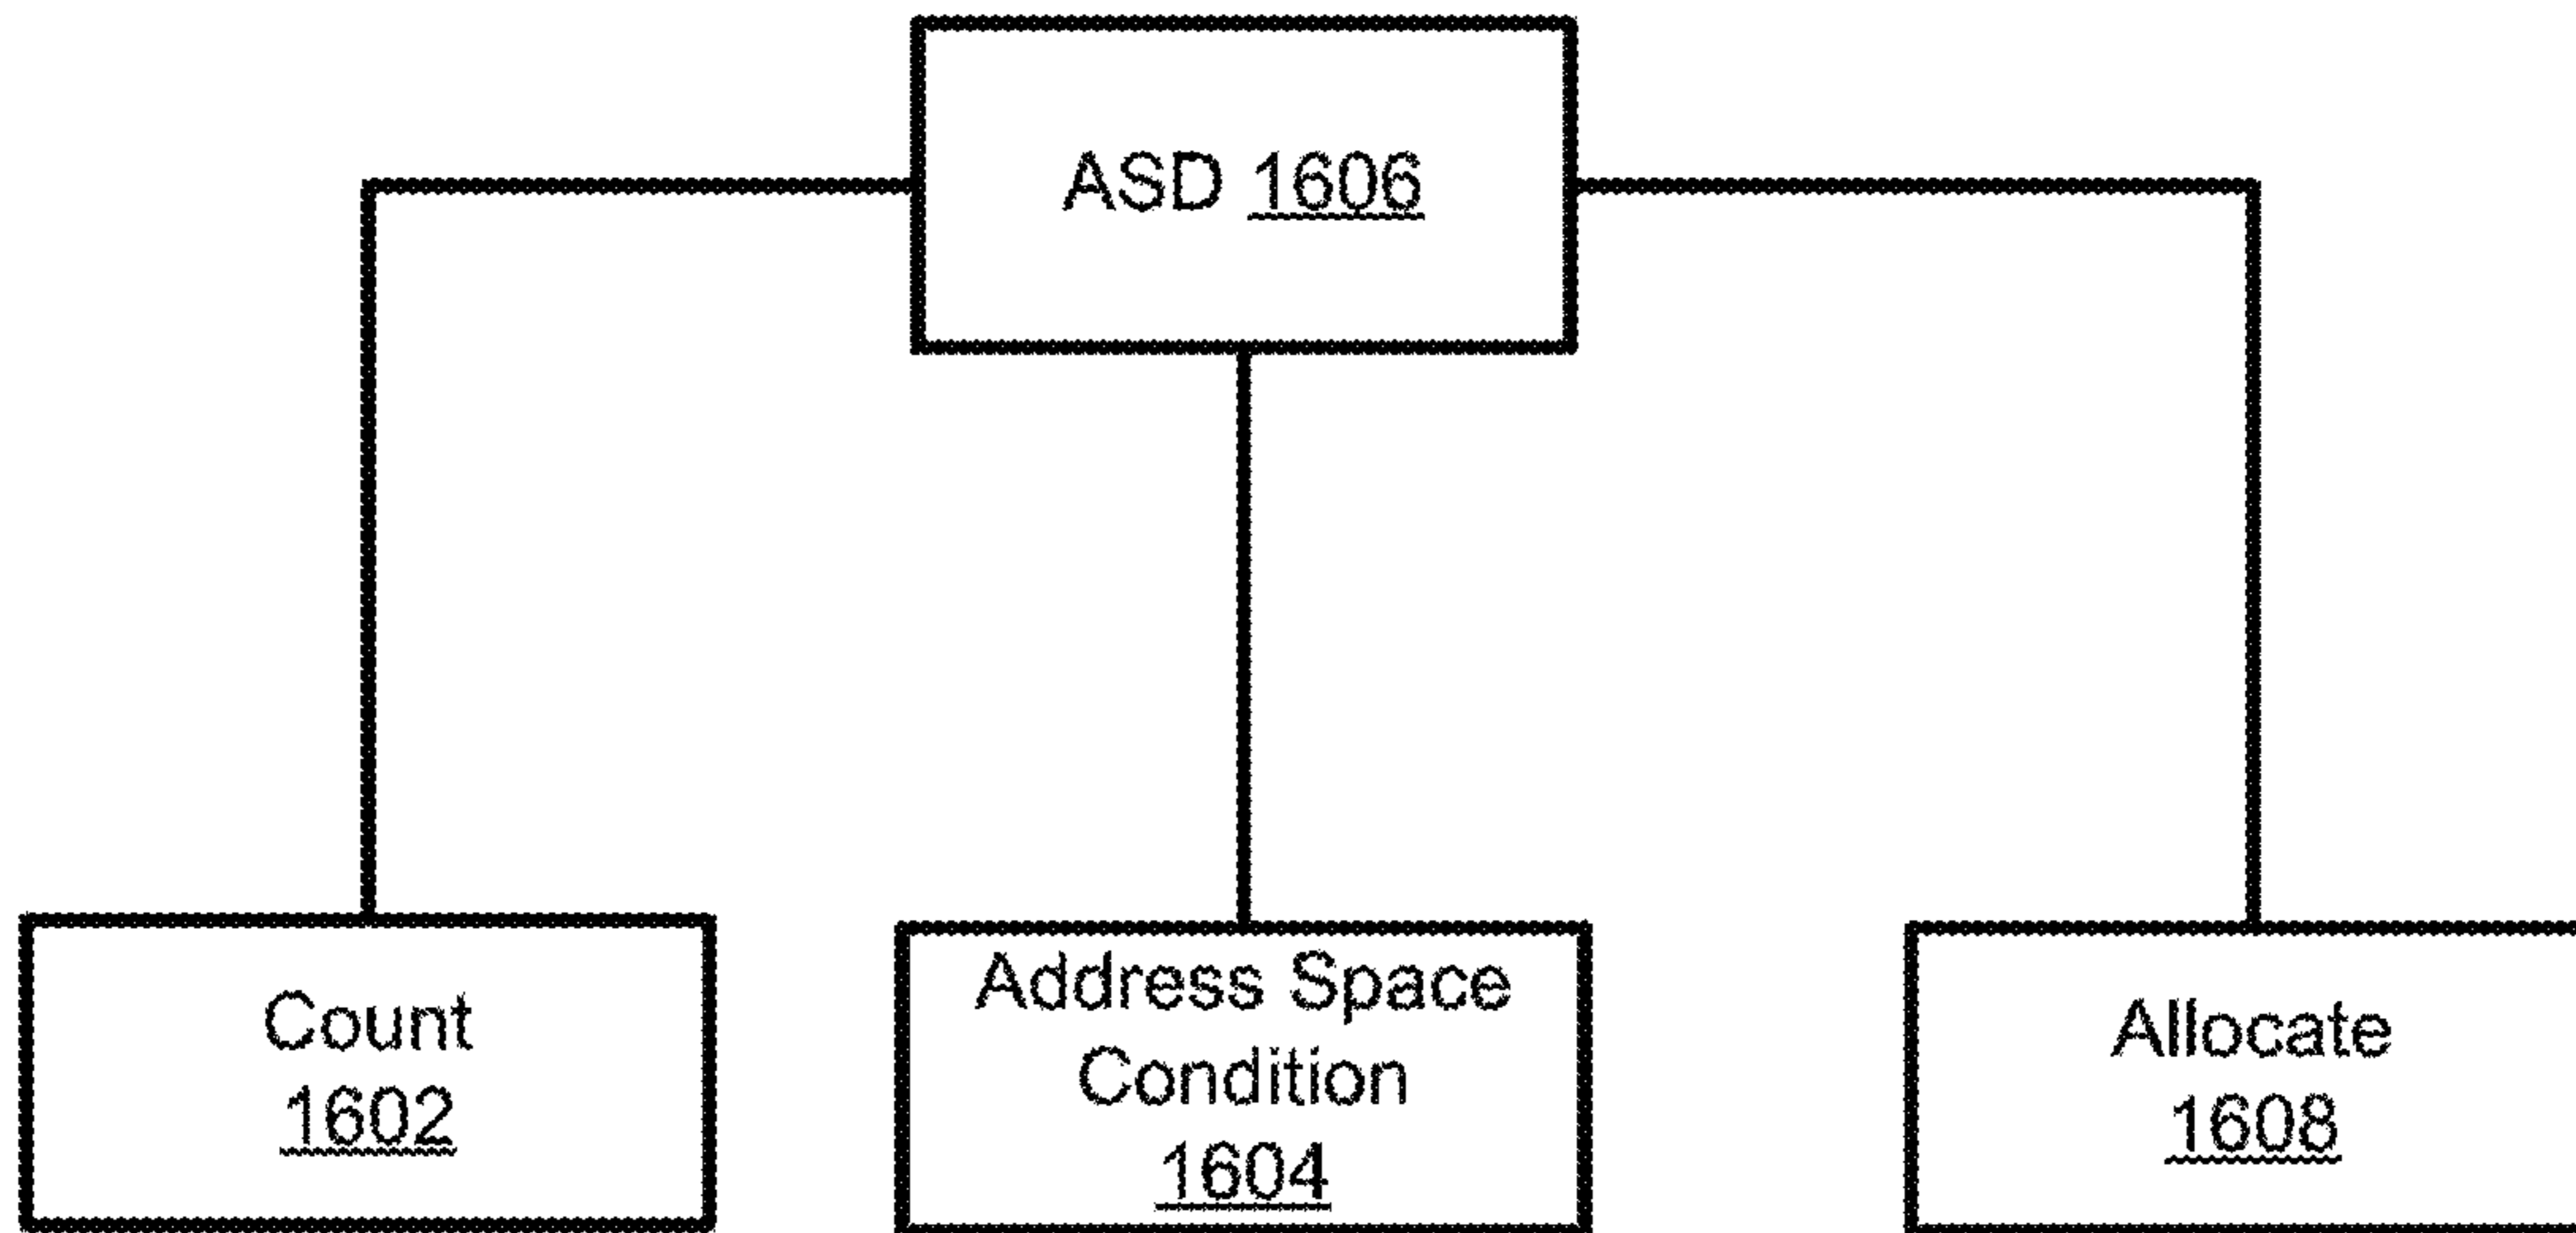 ASD 1606
Count
1602
Address Space
Condition
1604
Allocate
1608